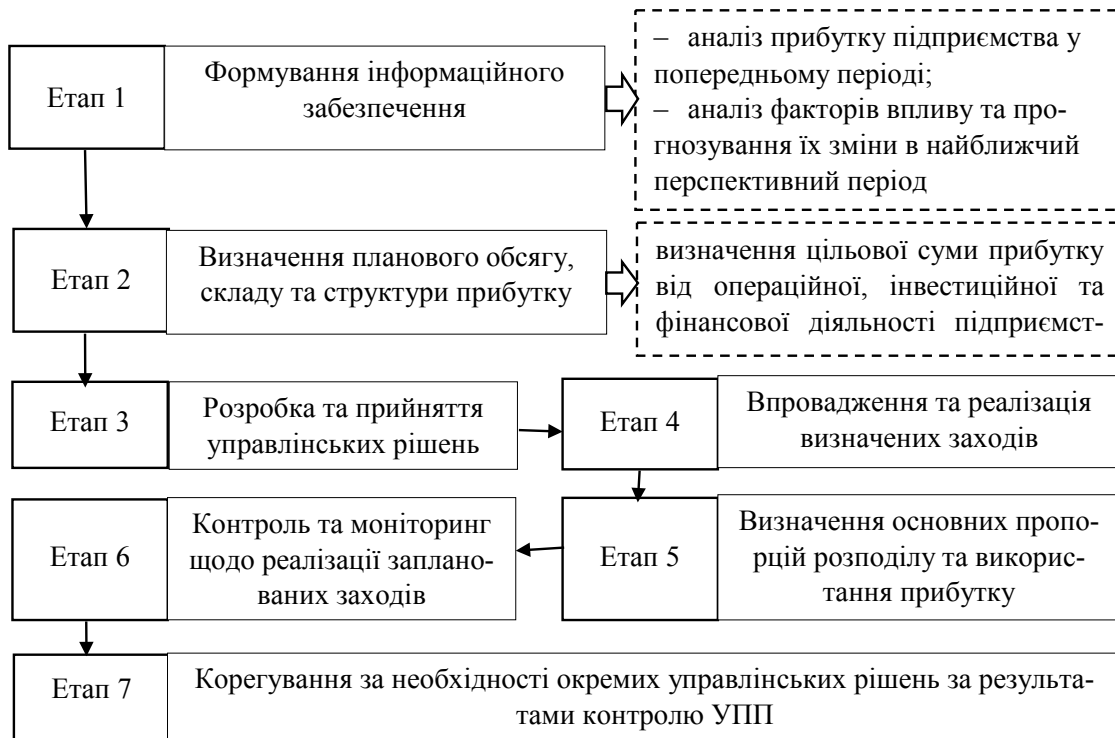 Етап 1
Формування інформаційного
забезпечення
– аналіз прибутку підприємства у
попередньому періоді;
– аналіз факторів впливу та про-
гнозування їх зміни в найближчий
перспективний період
Етап 2
Визначення планового обсягу,
складу та структури прибутку
визначення цільової суми прибутку
від операційної, інвестиційної та
фінансової діяльності підприємст-
Етап 3
Розробка та прийняття
управлінських рішень
Етап 4
Впровадження та реалізація
визначених заходів
Етап 6
Контроль та моніторинг
щодо реалізації заплано-
ваних заходів
Етап 5
Визначення основних пропо-
рцій розподілу та викорис-
тання прибутку
Етап 7
Корегування за необхідності окремих управлінських рішень за результа-
тами контролю УПП